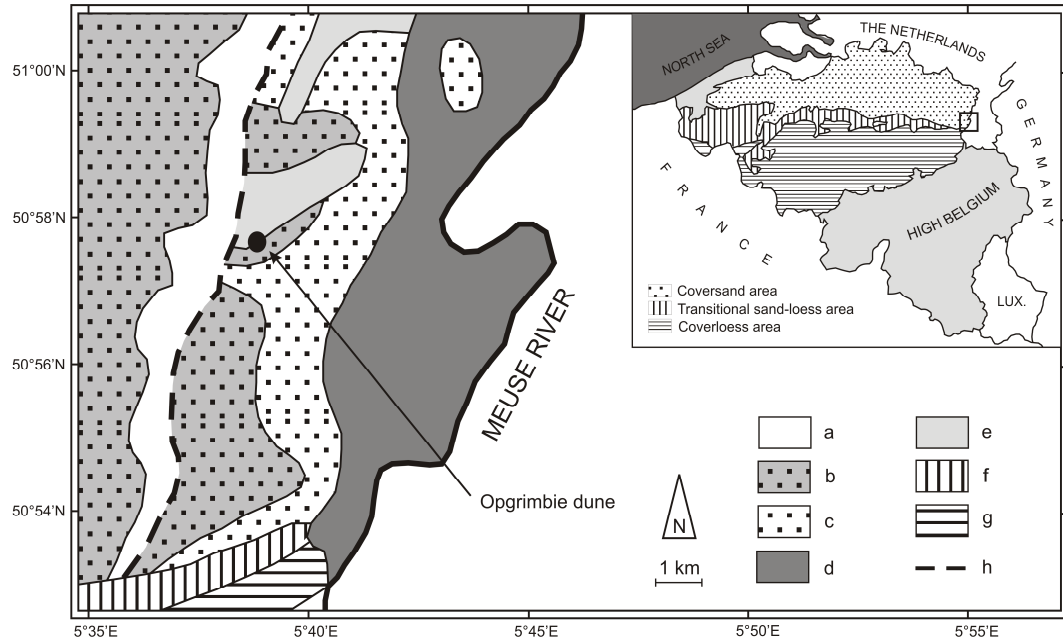 51°00'N
50°58'N
50°56'N
50°54'N
5°35'E
5°40'E
5°45'E
5°50'E
5°55'E
MEUSE RIVER
Opgrimbie dune
NORTH SEA
THE NETHERLANDS
GERMANY
FRANCE
HIGH BELGIUM
LUX.
Coversand area
Transitional sand-loess area
Coverloess area
N
1 km
a
b
c
d
e
f
g
h